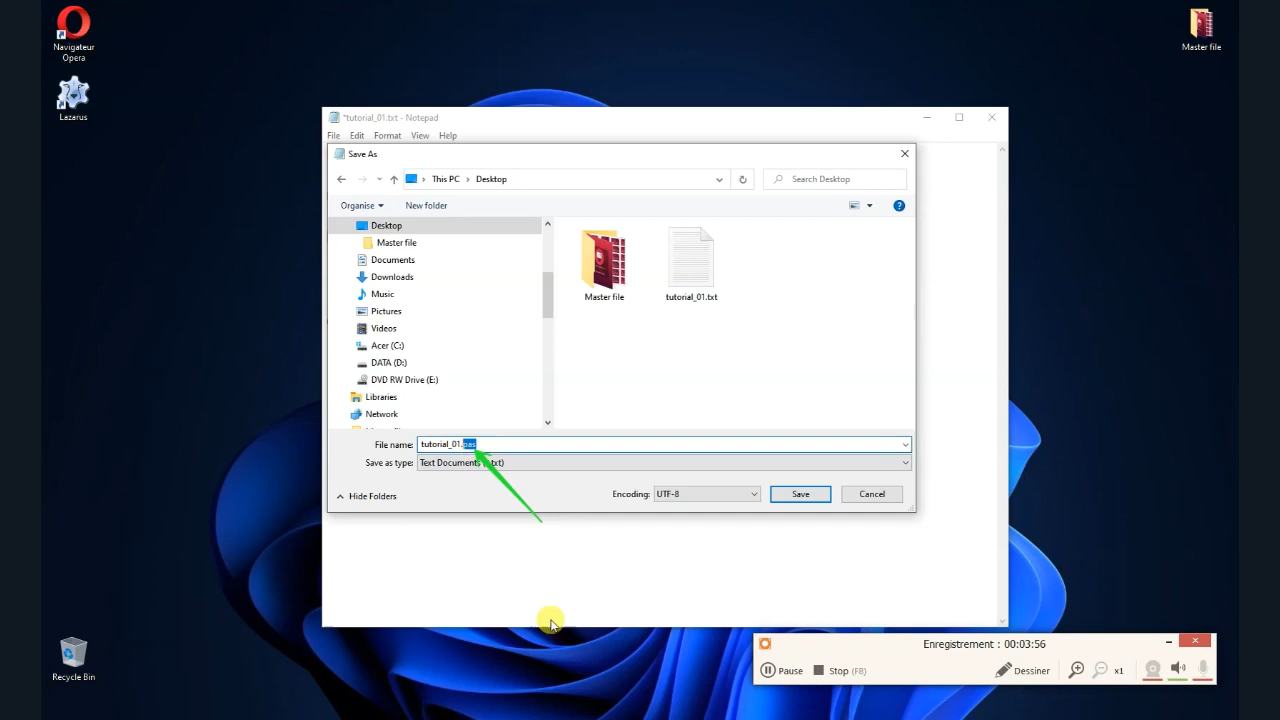 Navigateur
Opera
Lazarus
Master file
*tutorial_01.txt - Notepad
File Edit Format View Help
Save As
This PC > Desktop
Search Desktop
Organise
New folder
Desktop
Master file
Documents
Downloads
Music
Pictures
Videos
Acer (C:)
DATA (D:)
DVD RW Drive (E:)
Libraries
Network
Master file
tutorial_01.txt
File name: tutorial_01.pas
Save as type: Text Documents txt)
Hide Folders
Encoding: UTF-8
Save
Cancel
Recycle Bin
Enregistrement : 00:03:56
Pause
Stop (F8)
Dessiner
x1